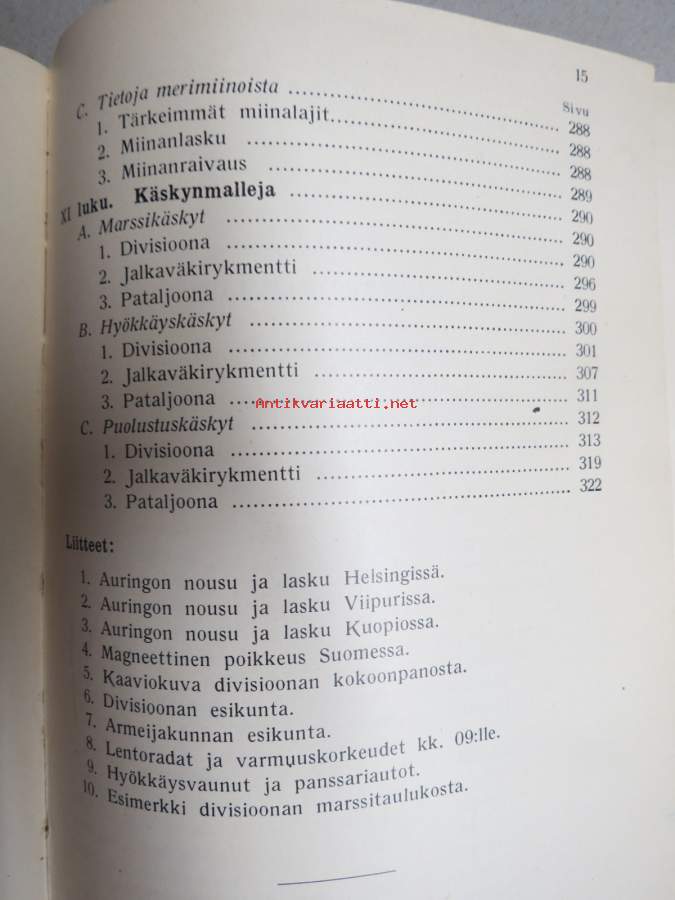 15
Sivu
C. Tietoja merimiinoista ........ 288
1. Tärkeimmät miinalajit ........ 288
2. Miinanlasku ........ 288
3. Miinanraivaus ........ 289
XI luku. Käskynmalleja ........ 290
A. Marssikäskyt ........ 290
1. Divisioona ........ 290
2. Jalkaväkirykmentti ........ 296
3. Pataljoona ........ 299
B. Hyökkäyskäskyt ........ 300
1. Divisioona ........ 301
2. Jalkaväkirykmentti ........ 307
3. Pataljoona ........ 311
Antikvariaatti.net
C. Puolustuskäskyt ........ 312
1. Divisioona ........ 313
2. Jalkaväkirykmentti ........ 319
3. Pataljoona ........ 322
Liitteet:
1. Auringon nousu ja lasku Helsingissä.
2. Auringon nousu ja lasku Viipurissa.
3. Auringon nousu ja lasku Kuopiossa.
4. Magneettinen poikkeus Suomessa.
5. Kaaviokuva divisioonan kokoonpanosta.
6. Divisioonan esikunta.
7. Armeijakunnan esikunta.
8. Lentoradat ja varmuuskorkeudet kk. 09:lle.
9. Hyökkäysvaunut ja panssariautot.
10. Esimerkki divisioonan marssitaulukosta.